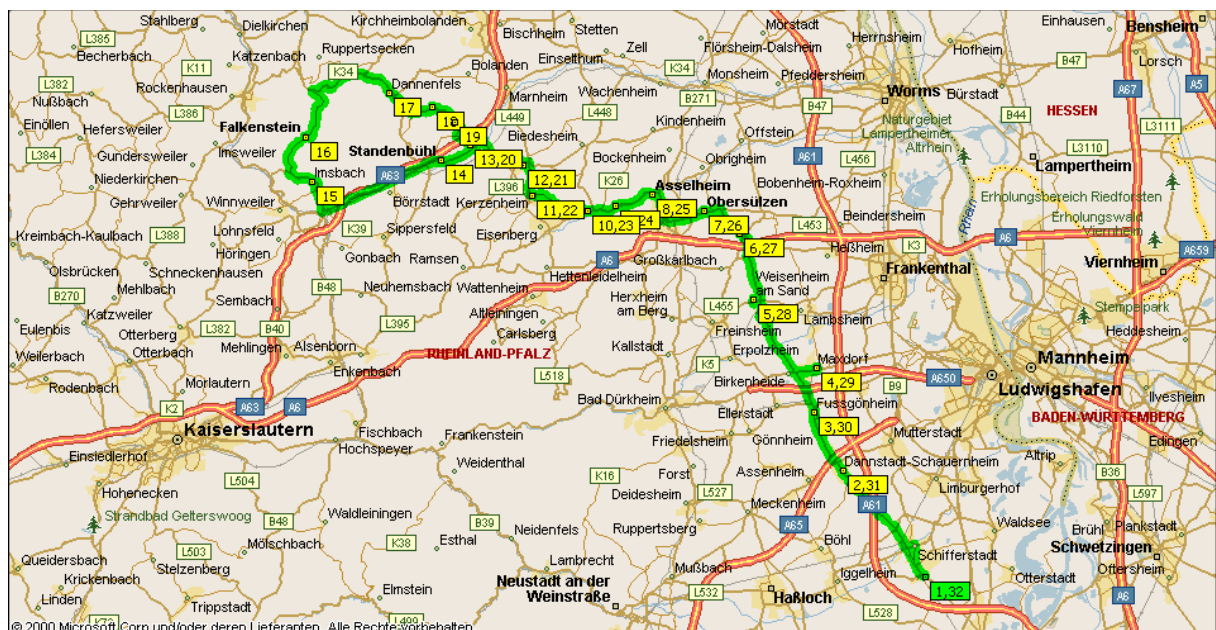 Stahlberg
Dielkirchen
Kirchheimbolanden
Bischheim
Stetten
Mörstadt
Einhausen
Bensheim
L385
Becherbach
Katzenbach
Ruppertsecken
Einselthum
Zell
Flörsheim-Dalsheim
Herrnsheim
Hofheim
B47
Lorsch
K11
K34
Bolanden
K34
Monsheim
Pfeddersheim
A67
A5
L382
Rockenhausen
Dannenfels
Marnheim
Wachenheim
B271
B47
Worms
Bürstadt
Nußbach
L386
17
L449
L448
Kindenheim
Offstein
B44
HESSEN
Einöllen
Hefersweiler
Falkenstein
19
Biedesheim
Naturgebiet
Lampertheimer
Altrhein
L3111
L384
Gundersweiler
Imsweiler
16
Standenbühl
13,20
Bockenheim
Obrigheim
A61
L456
Lampertheim
L3110
Niederkirchen
Imsbach
A63
14
12,21
K26
Asselheim
Bobenheim-Roxheim
Erholungsbereich Riedforsten
Gehrweiler
Winnweiler
15
Börrstadt
L396
Kerzenheim
8,25
Obersülzen
Rhein
Erholungswald
Viernheim
Kreimbach-Kaulbach
L388
Lohnsfeld
K39
Sippersfeld
Eisenberg
11,22
10,23
24
7,26
L453
Beindersheim
A6
A659
Höringen
Gonbach
Ramsen
6,27
Heßheim
K3
Olsbrücken
Schneckenhausen
A6
Großkarlbach
Frankenthal
Viernheim
B270
Mehlbach
Sembach
B48
Neuhemsbach
Wattenheim
Hettenleidelheim
Weisenheim
am Sand
Katzweiler
Altleiningen
Herxheim
am Berg
L455
5,28
Stempelpark
Eulenbis
Otterberg
L382
B40
L395
Carlsberg
Freinsheim
Lambsheim
Heddesheim
Weilerbach
Otterbach
Mehlingen
Alsenborn
RHEINLAND-PFALZ
Kallstadt
Erpolzheim
Mannheim
Rodenbach
Morlautern
Enkenbach
L518
K5
Maxdorf
A650
Ludwigshafen
Birkenheide
4,29
B9
Ilvesheim
K2
A63
A6
Bad Dürkheim
Ellerstadt
Fussgönheim
BADEN-WÜRTTEMBERG
Kaiserslautern
Fischbach
Frankenstein
Friedelsheim
3,30
Gönnheim
Mutterstadt
Edingen
Einsiedlerhof
Hochspeyer
Weidenthal
K16
Forst
Assenheim
Dannstadt-Schauernheim
Altrip
B36
Hohenecken
L504
Deidesheim
L527
2,31
Limburgerhof
L597
Strandbad Gelterswoog
B48
Waldleiningen
B39
Meckenheim
A61
Waldsee
Plankstadt
Mölschbach
K38
Neidenfels
Ruppertsberg
A65
Böhl
Brühl
Queidersbach
L503
Esthal
Lambrecht
Schifferstadt
Schwetzingen
Stelzenberg
Mußbach
Iggelheim
Krickenbach
Elmstein
Neustadt an der
Weinstraße
L532
Haßloch
1,32
Otterstadt
Oftersheim
Linden
Trippstadt
L528
A6
K73
L499
© 2000 Microsoft Corp und/oder deren Lieferanten. Alle Rechte vorbehalten.